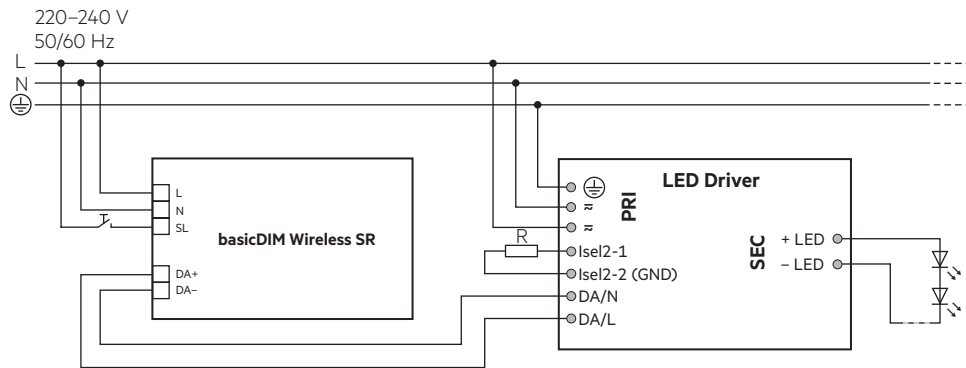 220–240 V
50/60 Hz
L
N
L
N
SL
basicDIM Wireless SR
DA+
DA–
LED Driver
PRI
≂
≂
R
Isel2-1
Isel2-2 (GND)
DA/N
DA/L
SEC
+ LED
– LED